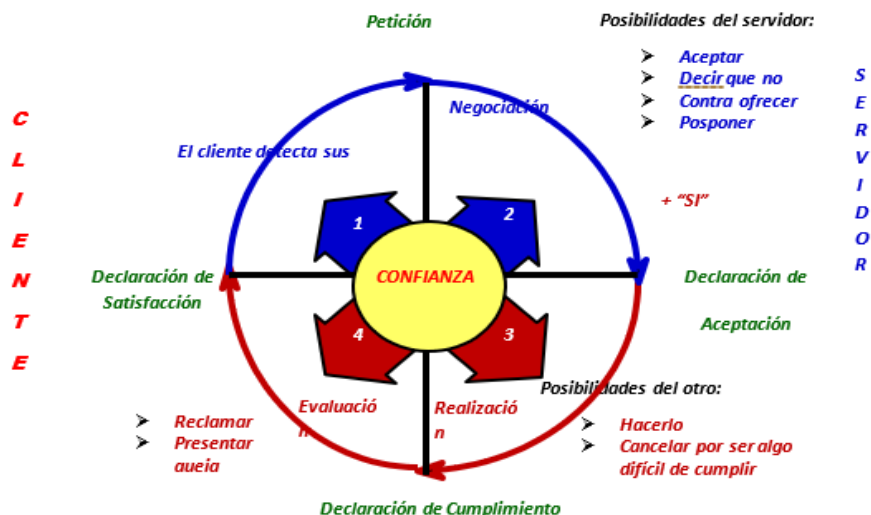 Petición
Posibilidades del servidor:
Aceptar
Decir que no
Contra ofrecer
Posponer
Negociación
El cliente detecta sus
CLIENTE
SERVIDOR
1
2
+ “SI”
CONFIANZA
Declaración de
Satisfacción
Declaración de
Aceptación
4
3
Posibilidades del otro:
Evaluació
n
Realizació
n
Reclamar
Presentar
Hacerlo
Cancelar por ser algo
difícil de cumplir
Declaración de Cumplimiento